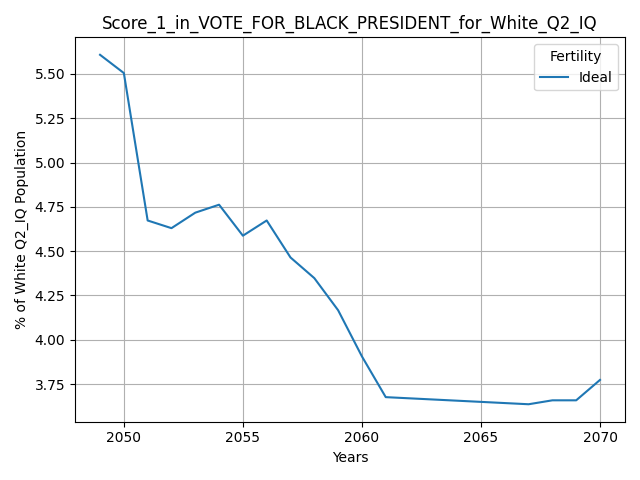 Score_1_in_VOTE_FOR_BLACK_PRESIDENT_for_White_Q2_IQ
Fertility
Ideal
% of White Q2_IQ Population
5.50
5.25
5.00
4.75
4.50
4.25
4.00
3.75
2050
2055
2060
2065
2070
Years